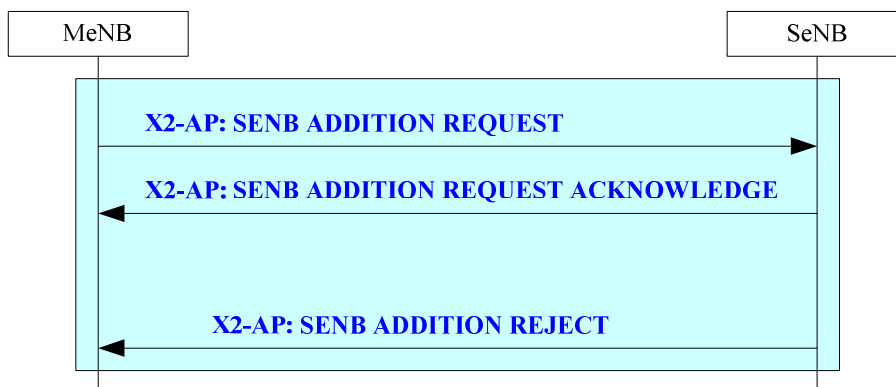 MeNB
SeNB
X2-AP: SENB ADDITION REQUEST
X2-AP: SENB ADDITION REQUEST ACKNOWLEDGE
X2-AP: SENB ADDITION REJECT